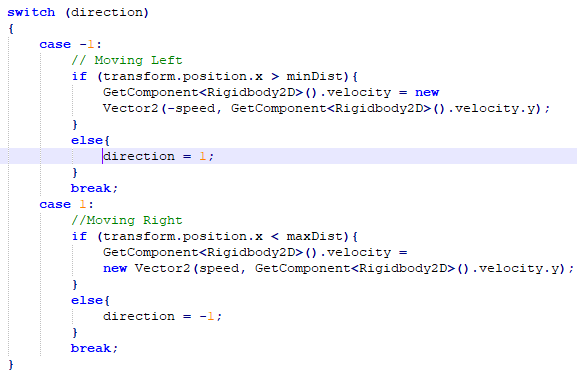 switch (direction)
{
case -1:
// Moving Left
if (transform.position.x > minDist){
GetComponent<Rigidbody2D>().velocity = new
Vector2(-speed, GetComponent<Rigidbody2D>().velocity.y);
}
else{
direction = 1;
}
break;
case 1:
//Moving Right
if (transform.position.x < maxDist){
GetComponent<Rigidbody2D>().velocity =
new Vector2(speed, GetComponent<Rigidbody2D>().velocity.y);
}
else{
direction = -1;
}
break;
}